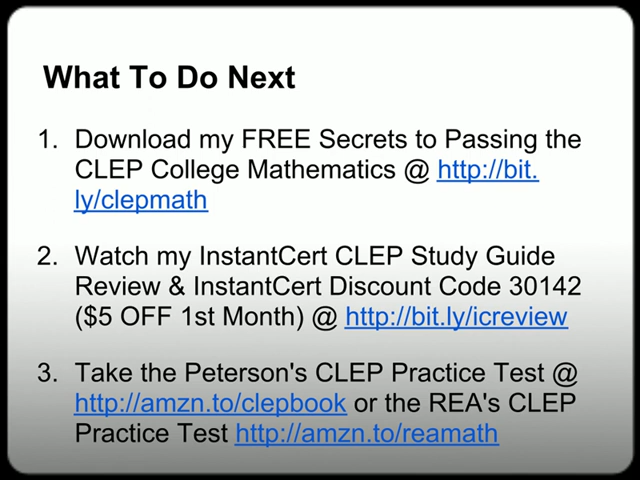 What To Do Next
1. Download my FREE Secrets to Passing the
CLEP College Mathematics @ http://bit.
ly/clepmath
2. Watch my InstantCert CLEP Study Guide
Review & InstantCert Discount Code 30142
($5 OFF 1st Month) @ http://bit.ly/icreview
3. Take the Peterson's CLEP Practice Test @
http://amzn.to/clepbook or the REA's CLEP
Practice Test http://amzn.to/reamath